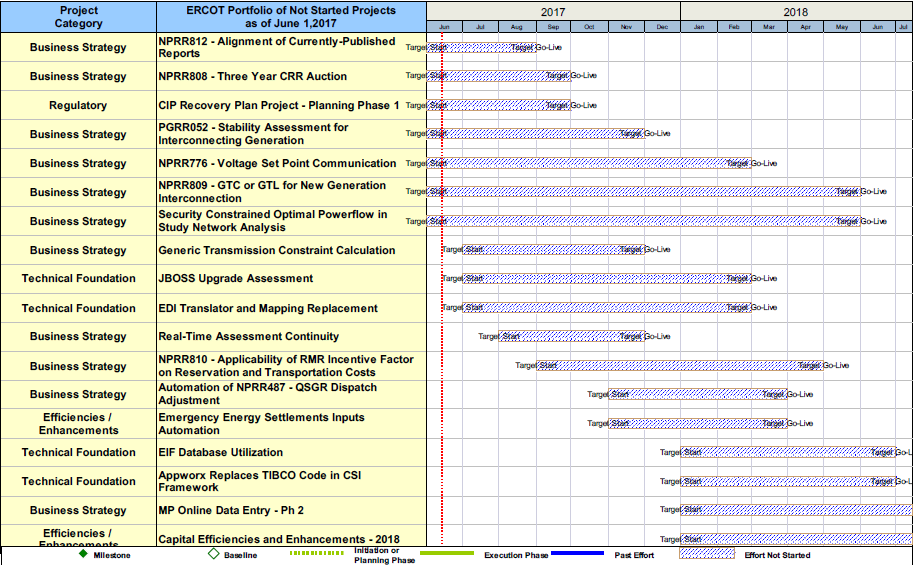 Project
Category
ERCOT Portfolio of Not Started Projects
as of June 1,2017
2017
2018
Jun Jul Aug Sep Oct Nov Dec Jan Feb Mar Apr May Jun Jul
Business Strategy
NPRR812 - Alignment of Currently-Published
Reports
Target Start
Target Go-Live
Business Strategy
NPRR808 - Three Year CRR Auction
Target Start
Target Go-Live
Regulatory
CIP Recovery Plan Project - Planning Phase 1
Target Start
Target Go-Live
Business Strategy
PGRR052 - Stability Assessment for
Interconnecting Generation
Target Start
Target Go-Live
Business Strategy
NPRR776 - Voltage Set Point Communication
Target Start
Target Go-Live
Business Strategy
NPRR809 - GTC or GTL for New Generation
Interconnection
Target Start
Target Go-Live
Business Strategy
Security Constrained Optimal Powerflow in
Study Network Analysis
Target Start
Target Go-Live
Business Strategy
Generic Transmission Constraint Calculation
Target Start
Target Go-Live
Technical Foundation
JBOSS Upgrade Assessment
Target Start
Target Go-Live
Technical Foundation
EDI Translator and Mapping Replacement
Target Start
Target Go-Live
Business Strategy
Real-Time Assessment Continuity
Target Start
Target Go-Live
Business Strategy
NPRR810 - Applicability of RMR Incentive Factor
on Reservation and Transportation Costs
Target Start
Target Go-Live
Business Strategy
Automation of NPRR487 - QSGR Dispatch
Adjustment
Target Start
Target Go-Live
Efficiencies /
Enhancements
Emergency Energy Settlements Inputs
Automation
Target Start
Target Go-Live
Technical Foundation
EIF Database Utilization
Target Start
Target Go-L
Technical Foundation
Appworx Replaces TIBCO Code in CSI
Framework
Target Start
Target Go-L
Business Strategy
MP Online Data Entry - Ph 2
Target Start
Efficiencies /
Enhancements
Capital Efficiencies and Enhancements - 2018
Target Start
Milestone
Baseline
Initiation or
Planning Phase
Execution Phase
Past Effort
Effort Not Started